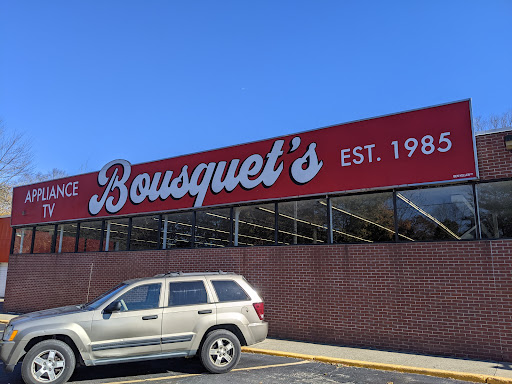 APPLIANCE
TV
Bousquet's
EST. 1985